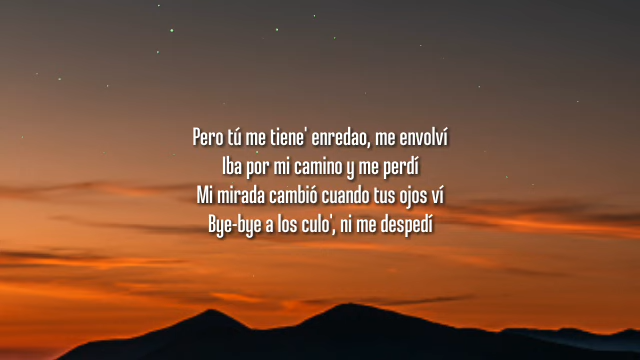 Pero tú me tiene' enredao, me envolví
Iba por mi camino y me perdí
Mi mirada cambió cuando tus ojos ví
Bye-bye a los culo', ni me despedí